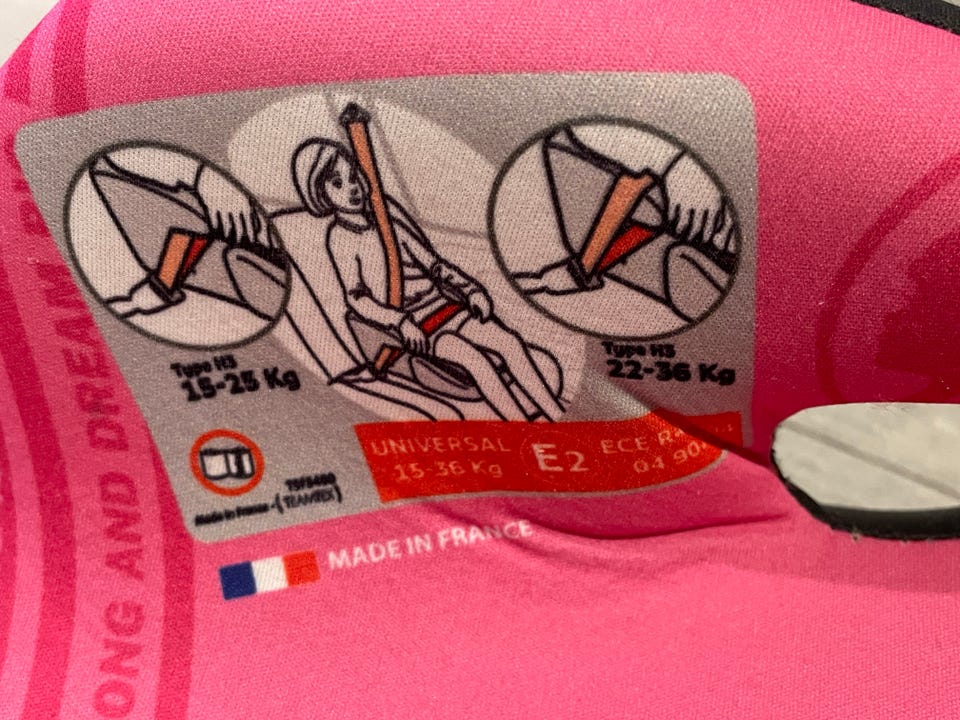 Type H3
15-25 Kg
Type H3
22-36 Kg
UNIVERSAL
15-36 Kg
E2
ECE
04
TSF5400
Made in France - (TEAMTEX)
MADE IN FRANCE
ONG AND DREAM